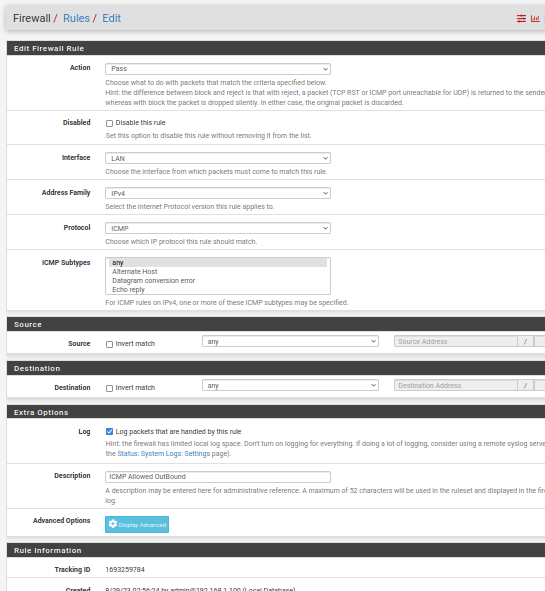 Firewall / Rules / Edit
Edit Firewall Rule
Action
Pass
Choose what to do with packets that match the criteria specified below.
Hint: the difference between block and reject is that with reject, a packet (TCP RST or ICMP port unreachable for UDP) is returned to the sende
whereas with block the packet is dropped silently. In either case, the original packet is discarded.
Disabled
Disable this rule
Set this option to disable this rule without removing it from the list.
Interface
LAN
Choose the interface from which packets must come to match this rule.
Address Family
IPv4
Select the Internet Protocol version this rule applies to.
Protocol
ICMP
Choose which IP protocol this rule should match.
ICMP Subtypes
any
Alternate Host
Datagram conversion error
Echo reply
For ICMP rules on IPv4, one or more of these ICMP subtypes may be specified.
Source
Source
Invert match
any
Source Address
/
Destination
Destination
Invert match
any
Destination Address
/
Extra Options
Log
Log packets that are handled by this rule
Hint: the firewall has limited local log space. Don't turn on logging for everything. If doing a lot of logging, consider using a remote syslog serve
the Status: System Logs: Settings page).
Description
ICMP Allowed OutBound
A description may be entered here for administrative reference. A maximum of 52 characters will be used in the ruleset and displayed in the fir
log.
Advanced Options
Display Advanced
Rule Information
Tracking ID
1693259784
Created
8/29/23 02:56:24 by admin@192.168.1.100 (Local Database)